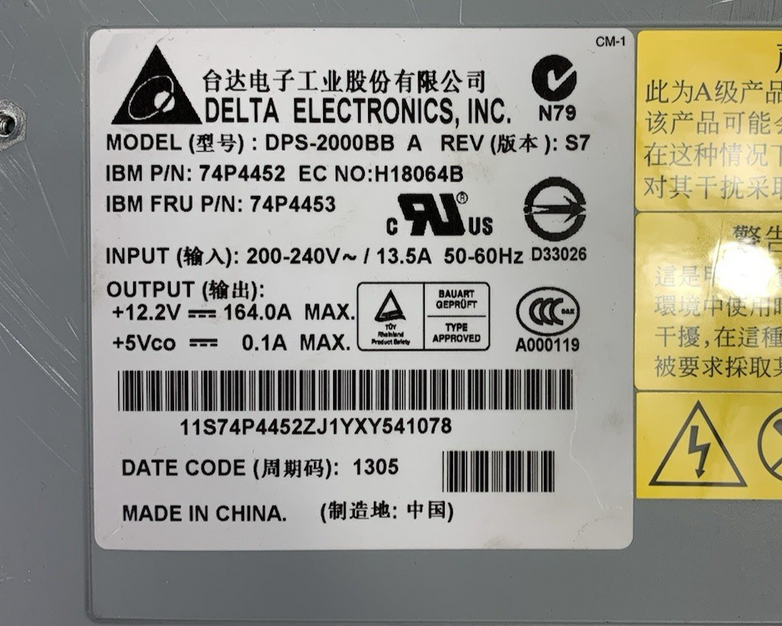 CM-1
台达电子工业股份有限公司
DELTA ELECTRONICS, INC.
N79
MODEL (型号) : DPS-2000BB A REV (版本): S7
IBM P/N: 74P4452 EC NO:H18064B
IBM FRU P/N: 74P4453
c RU ® US
INPUT (输入): 200-240V~ / 13.5A 50-60Hz
D33026
OUTPUT (输出):
+12.2V 164.0A MAX.
+5Vco 0.1A MAX.
TÜV
Rheinland
Product Safety
BAUART
GEPRÜFT
TYPE
APPROVED
CCC
A000119
11S74P4452ZJ1YXY541078
DATE CODE (周期码): 1305
MADE IN CHINA. (制造地: 中国)
此为A级产品
该产品可能
在这种情况下
对其干扰采取
警告
這是
環境中使用時
干擾,在這種
被要求採取某